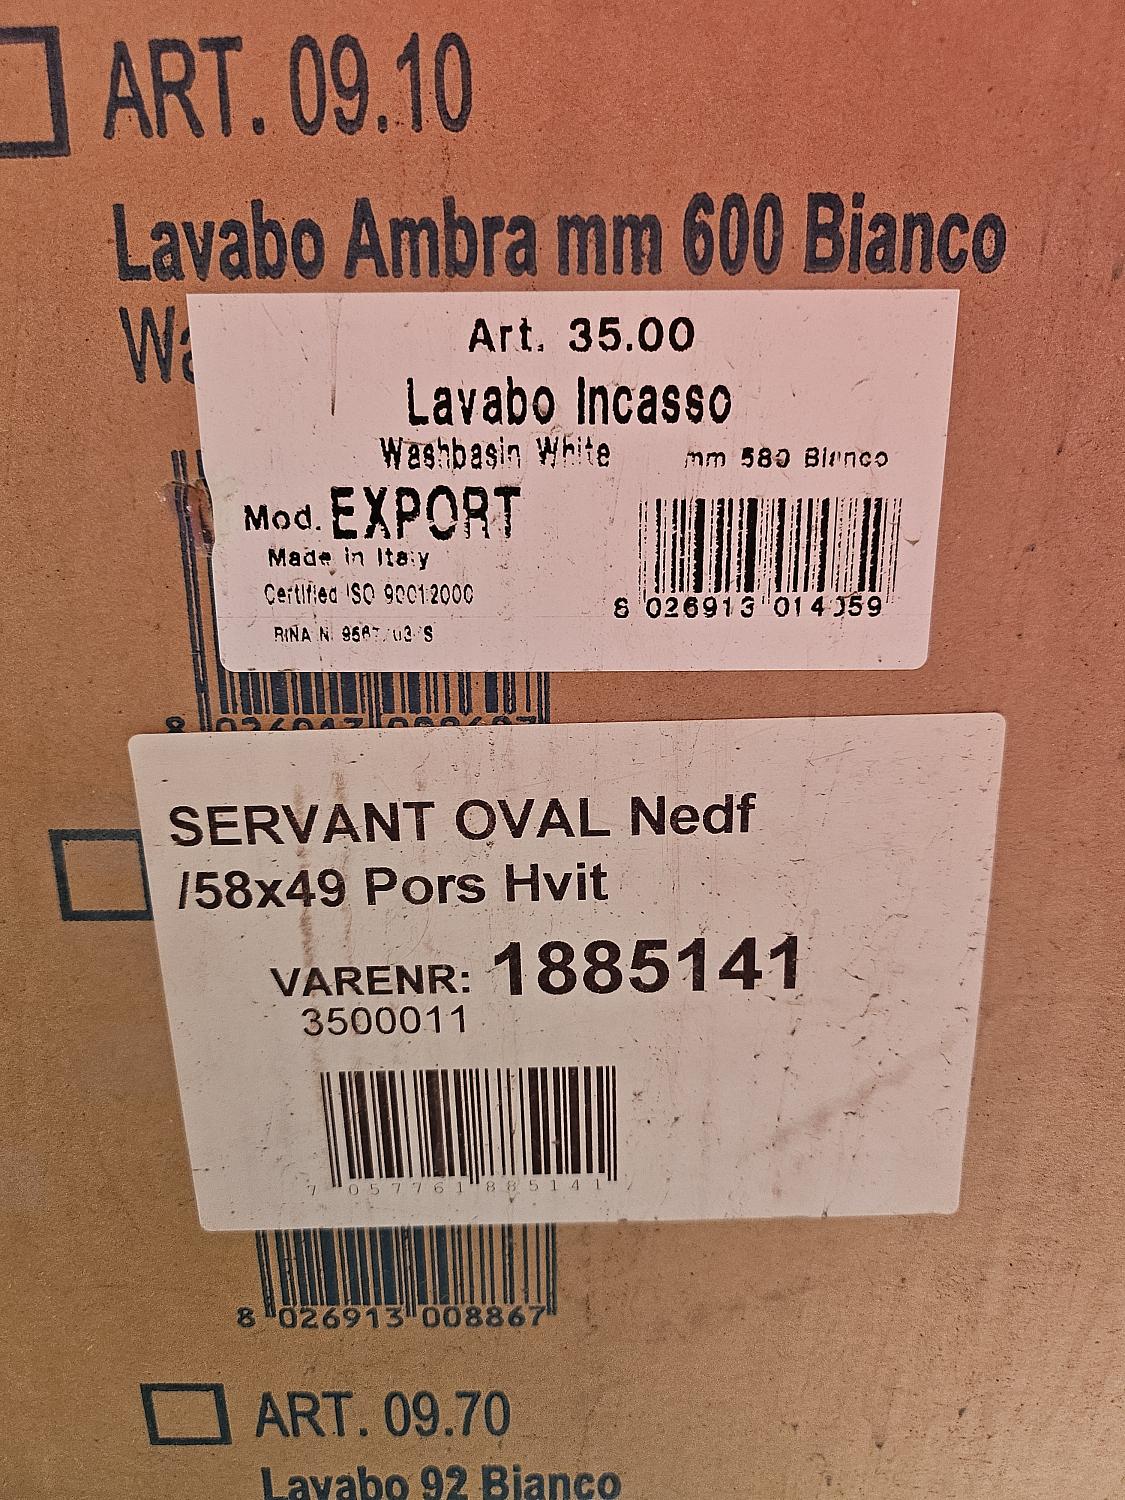 ART. 09.10
Lavabo Ambra mm 600 Bianco
Art. 35.00
Lavabo Incasso
Washbasin White mm 580 Bianco
Mod. EXPORT
Made in Italy
Certified ISO 9001:2000
RINA N.
8 026913 014059
SERVANT OVAL Nedf
/58x49 Pors Hvit
VARENR: 1885141
3500011
7 057761 885141
8 026913 008867
ART. 09.70
Lavabo 92 Bianco